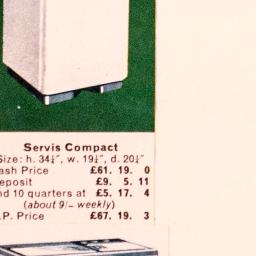 Servis Compact
Size: h. 34¼", w. 19¼", d. 20¼"
ash Price £61. 19. 0
eposit £9. 5. 11
nd 10 quarters at £5. 17. 4
(about 9/- weekly)
.P. Price £67. 19. 3